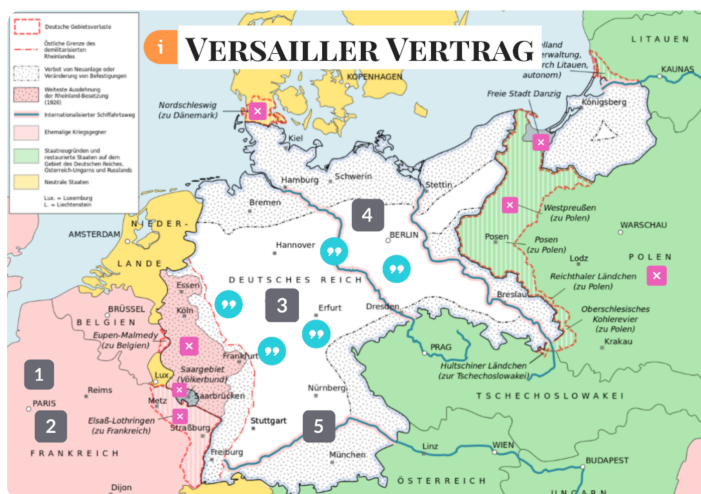 Deutsche Gebietsverluste
Östliche Grenze des
demilitarisierten
Rheinlandes
Verbot von Neuanlage oder
Veränderung von Befestigungen
Weiteste Ausdehnung
der Rheinland-Besetzung
(1920)
Internationalisierter Schiffahrtsweg
Ehemalige Kriegsgegner
Staatneugründen und
restaurierte Staaten auf dem
Gebiet des Deutschen Reiches,
Österreich-Ungarns und Russlands
Neutrale Staaten
Lux. = Luxemburg
L. = Liechtenstein
i
VERSAILLER VERTRAG
LITAUEN
KAUNAS
KOPENHAGEN
autonom)
Freie Stadt Danzig
Königsberg
Nordschleswig
(zu Dänemark)
Kiel
Hamburg
Schwerin
Stettin
Bremen
4
Westpreußen
(zu Polen)
WARSCHAU
NIEDER-
LANDE
AMSTERDAM
Hannover
BERLIN
Posen
Posen
(zu Polen)
Lodz
POLEN
DEUTSCHES REICH
Reichthaler Ländchen
(zu Polen)
Essen
Köln
3
Erfurt
Dresden
Breslau
Oberschlesisches
Kohlerevier
(zu Polen)
Krakau
BRÜSSEL
BELGIEN
Eupen-Malmedy
(zu Belgien)
Frankfurt
PRAG
Hultschiner Ländchen
(zur Tschechoslowakei)
Saargebiet
(Völkerbund)
Lux.
Saarbrücken
1
Reims
Metz
Nürnberg
TSCHECHOSLOWAKEI
PARIS
2
Elsaß-Lothringen
(zu Frankreich)
Straßburg
Stuttgart
5
FRANKREICH
Freiburg
München
Linz
WIEN
BUDAPEST
ÖSTERREICH
UNGARN
Dijon